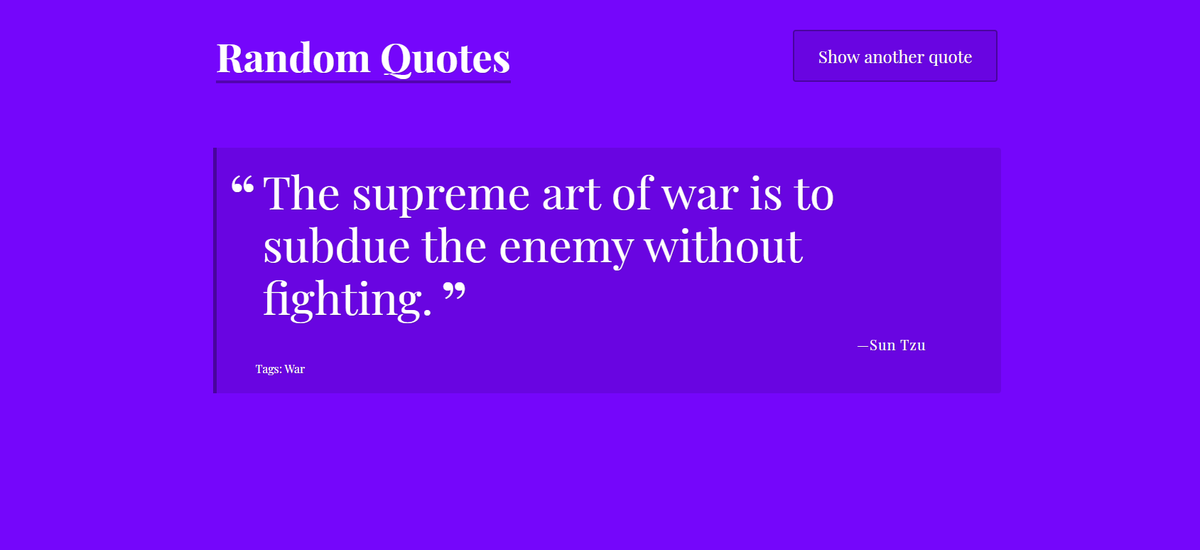 Random Quotes
Show another quote
“ The supreme art of war is to
subdue the enemy without
fighting. ”
—Sun Tzu
Tags: War